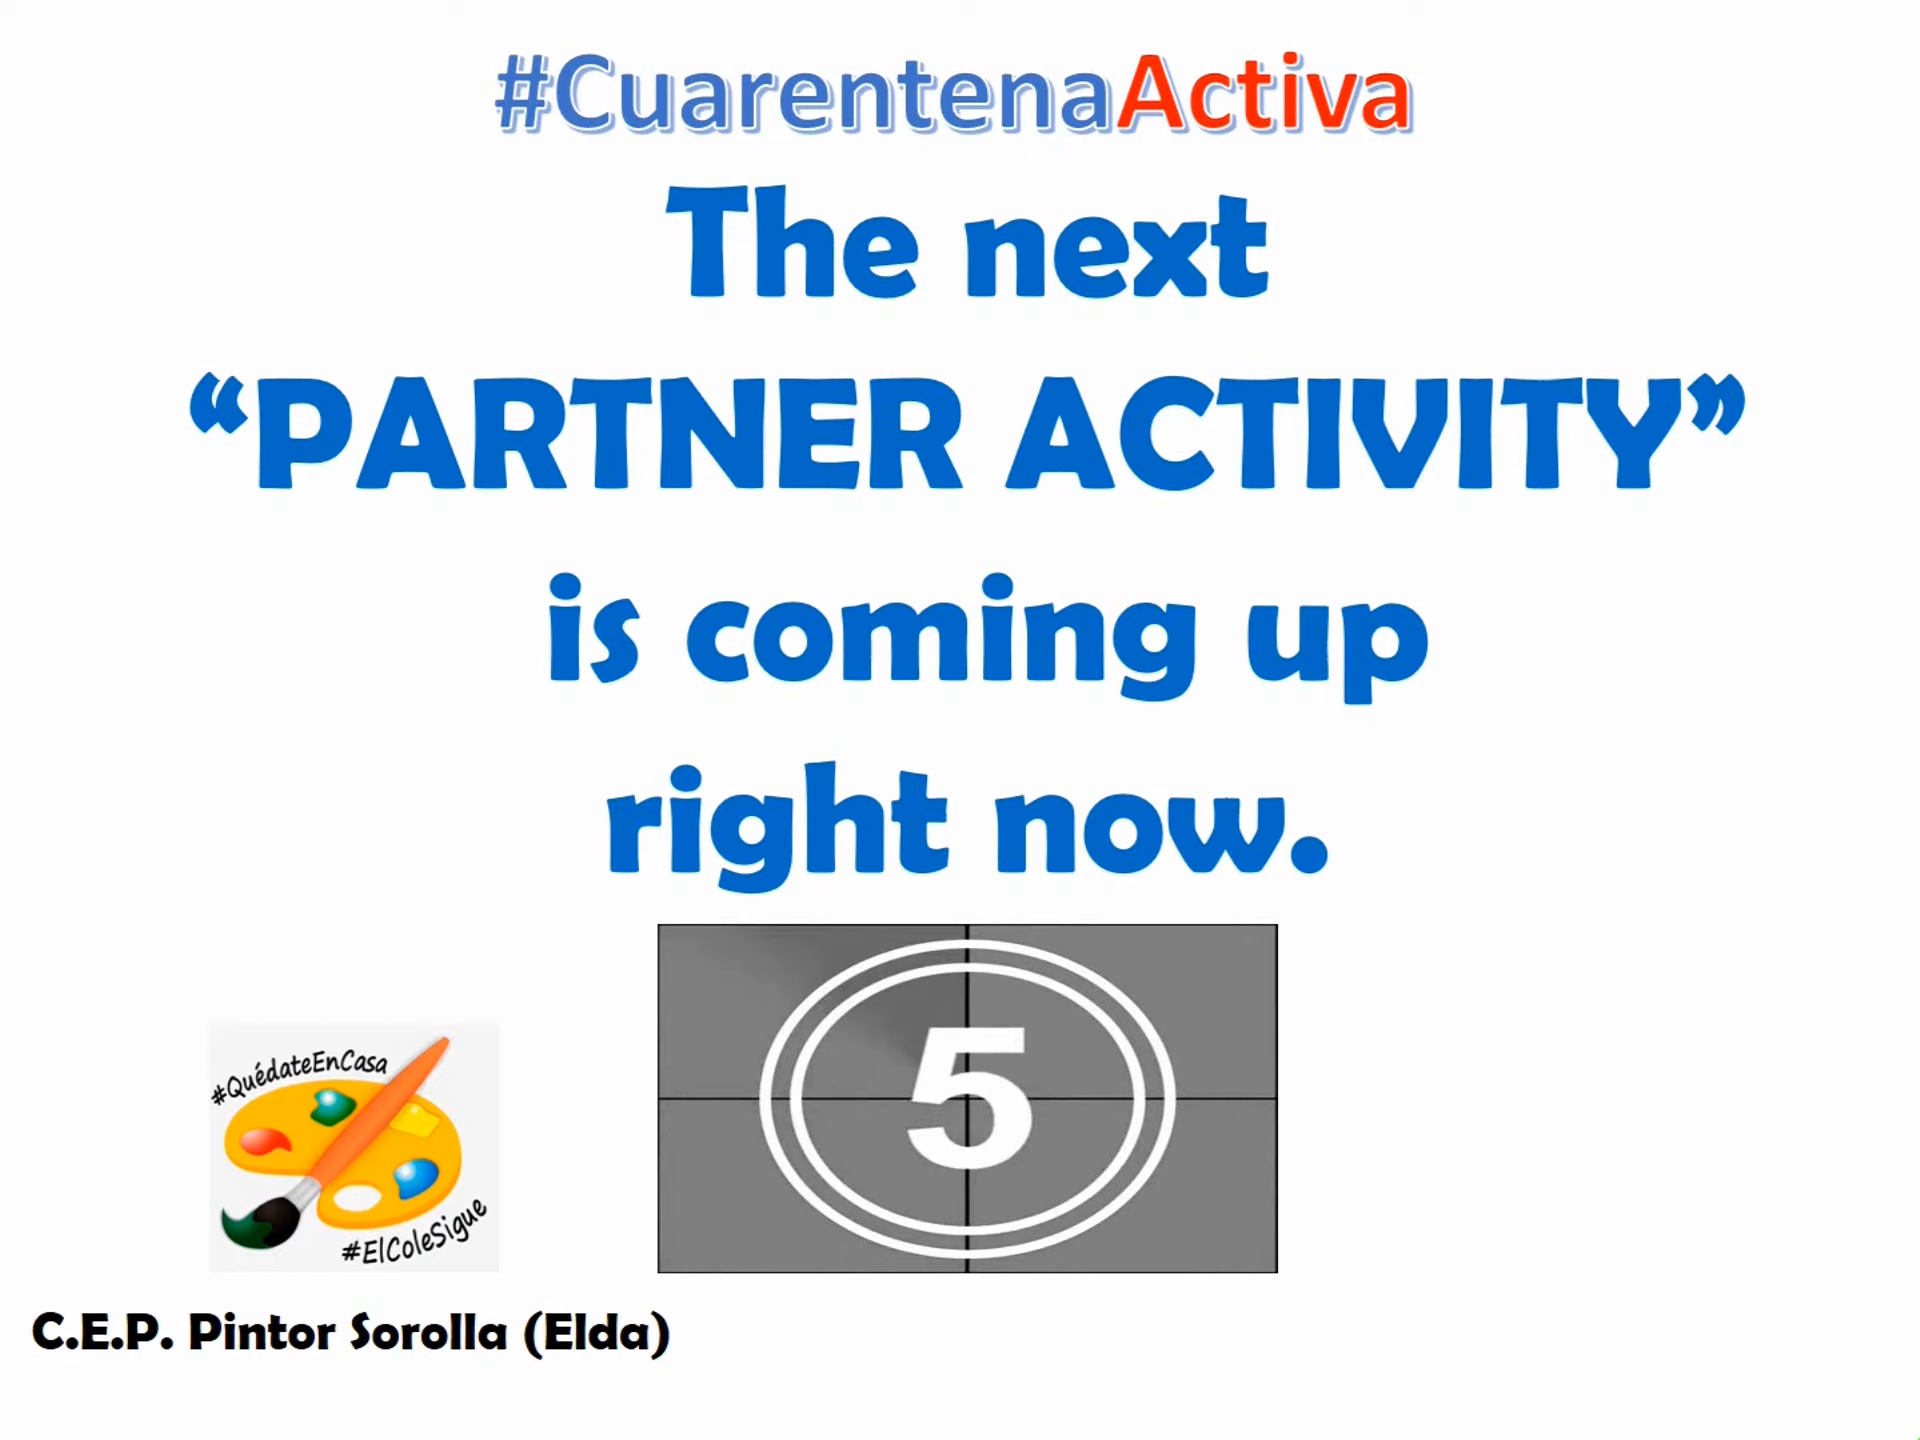 #CuarentenaActiva
The next
“PARTNER ACTIVITY”
is coming up
right now.
5
#QuédateEnCasa
#ElColeSigue
C.E.P. Pintor Sorolla (Elda)